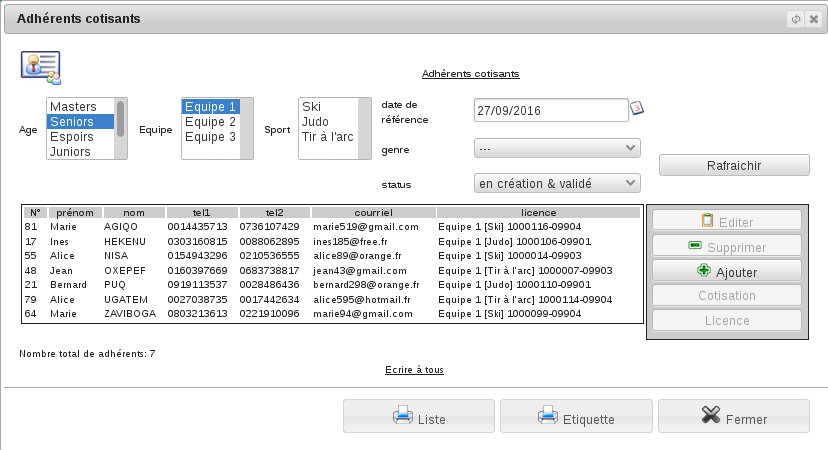 Adhérents cotisants
Adhérents cotisants
Age
Masters
Seniors
Espoirs
Juniors
Equipe
Equipe 1
Equipe 2
Equipe 3
Sport
Ski
Judo
Tir à l'arc
date de
référence
27/09/2016
3
genre
---
status
en création & validé
Rafraichir
N° prénom nom tel1 tel2 courriel licence
81 Marie AGIQO 0014435713 0736107429 marie519@gmail.com Equipe 1 [Ski] 1000116-09904
17 Ines HEKENU 0303160815 0088062895 ines185@free.fr Equipe 1 [Judo] 1000106-09901
55 Alice NISA 0154943296 0210536555 alice89@orange.fr Equipe 1 [Ski] 1000014-09903
48 Jean OXEPEF 0160397669 0683738817 jean43@gmail.com Equipe 1 [Tir à l'arc] 1000007-09903
21 Bernard PUQ 0919113537 0028486436 bernard298@orange.fr Equipe 1 [Judo] 1000110-09901
79 Alice UGATEM 0027038735 0017442634 alice595@hotmail.fr Equipe 1 [Tir à l'arc] 1000114-09904
64 Marie ZAVIBOGA 0803213613 0221910096 marie94@gmail.com Equipe 1 [Ski] 1000099-09904
Editer
Supprimer
Ajouter
Cotisation
Licence
Nombre total de adhérents: 7
Ecrire à tous
Liste
Etiquette
Fermer